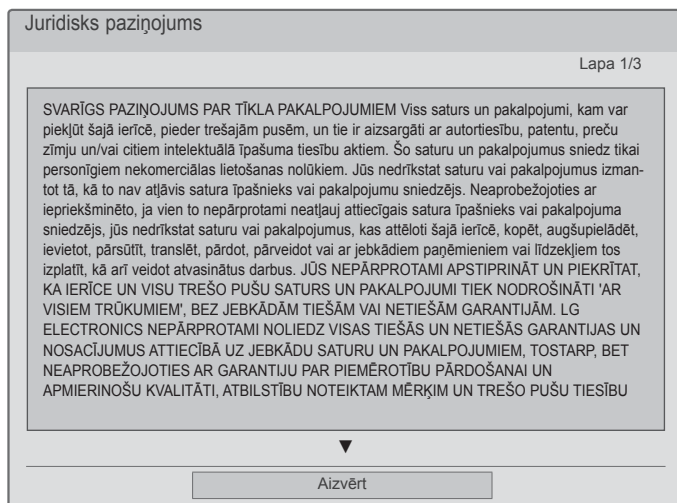 Juridisks paziņojums
Lapa 1/3
SVARĪGS PAZIŅOJUMS PAR TĪKLA PAKALPOJUMIEM Viss saturs un pakalpojumi, kam var
piekļūt šajā ierīcē, pieder trešajām pusēm, un tie ir aizsargāti ar autortiesību, patentu, preču
zīmju un/vai citiem intelektuālā īpašuma tiesību aktiem. Šo saturu un pakalpojumus sniedz tikai
personīgiem nekomerciālas lietošanas nolūkiem. Jūs nedrīkstat saturu vai pakalpojumus izman-
tot tā, kā to nav atļāvis satura īpašnieks vai pakalpojumu sniedzējs. Neaprobežojoties ar
iepriekšminēto, ja vien to nepārprotami neatļauj attiecīgais satura īpašnieks vai pakalpojuma
sniedzējs, jūs nedrīkstat saturu vai pakalpojumus, kas attēloti šajā ierīcē, kopēt, augšupielādēt,
ievietot, pārsūtīt, translēt, pārdot, pārveidot vai ar jebkādiem paņēmieniem vai līdzekļiem tos
izplatīt, kā arī veidot atvasinātus darbus. JŪS NEPĀRPROTAMI APSTIPRINĀT UN PIEKRĪTAT,
KA IERĪCE UN VISU TREŠO PUŠU SATURS UN PAKALPOJUMI TIEK NODROŠINĀTI 'AR
VISIEM TRŪKUMIEM', BEZ JEBKĀDĀM TIEŠĀM VAI NETIEŠĀM GARANTIJĀM. LG
ELECTRONICS NEPĀRPROTAMI NOLIEDZ VISAS TIEŠĀS UN NETIEŠĀS GARANTIJAS UN
NOSACĪJUMUS ATTIECĪBĀ UZ JEBKĀDU SATURU UN PAKALPOJUMIEM, TOSTARP, BET
NEAPROBEŽOJOTIES AR GARANTIJU PAR PIEMĒROTĪBU PĀRDOŠANAI UN
APMIERINOŠU KVALITĀTI, ATBILSTĪBU NOTEIKTAM MĒRĶIM UN TREŠO PUŠU TIESĪBU
▼
Aizvērt